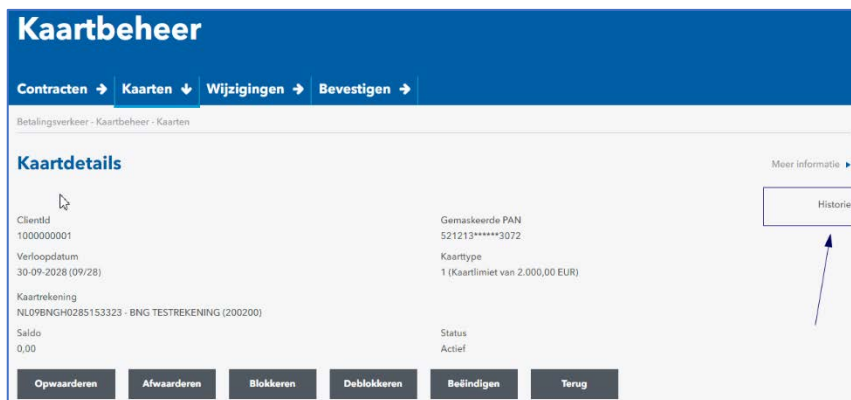 Kaartbeheer
Contracten → Kaarten ↓ Wijzigingen → Bevestigen →
Betalingsverkeer - Kaartbeheer - Kaarten
Kaartdetails
Meer informatie ▸
Historie
ClientId
1000000001
Gemaskeerde PAN
521213******3072
Verloopdatum
30-09-2028 (09/28)
Kaarttype
1 (Kaartlimiet van 2.000,00 EUR)
Kaartrekening
NL09BNGH0285153323 - BNG TESTREKENING (200200)
Saldo
0,00
Status
Actief
Opwaarderen Afwaarderen Blokkeren Deblokkeren Beëindigen Terug